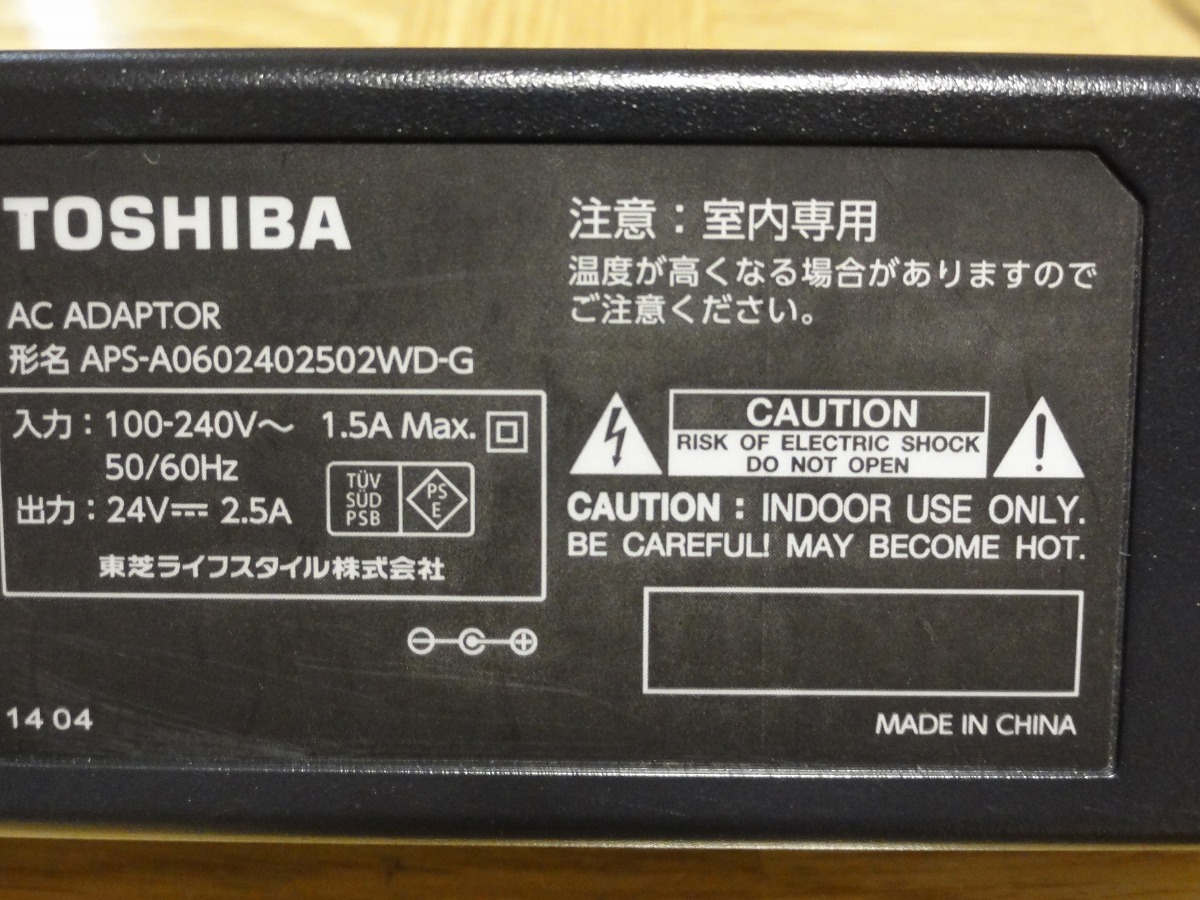 TOSHIBA
AC ADAPTOR
形名 APS-A0602402502WD-G
入力：100-240V～ 1.5A Max.
50/60Hz
出力：24V⎓ 2.5A
TÜV
SÜD
PSB
PS
E
東芝ライフスタイル株式会社
14 04
注意：室内専用
温度が高くなる場合がありますので
ご注意ください。
CAUTION
RISK OF ELECTRIC SHOCK
DO NOT OPEN
CAUTION : INDOOR USE ONLY.
BE CAREFUL! MAY BECOME HOT.
MADE IN CHINA